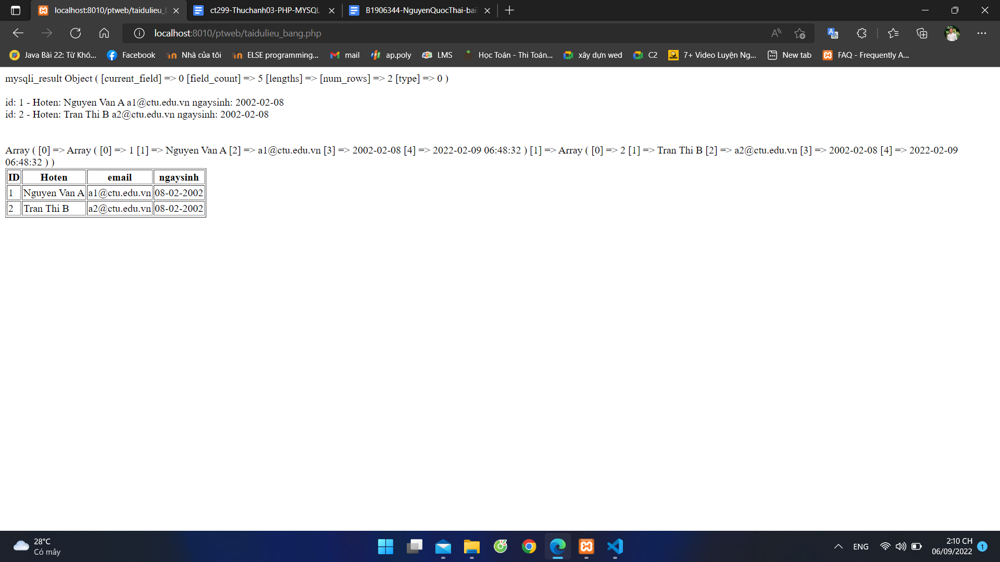 localhost:8010/ptweb/taidulieu_
ct299-Thuchanh03-PHP-MYSQL
B1906344-NguyenQuocThai-bai
localhost:8010/ptweb/taidulieu_bang.php
Java Bài 22: Từ Khó...
Facebook
Nhà của tôi
ELSE programming...
mail
ap.poly
LMS
Học Toán - Thi Toán...
xây dựn wed
C2
7+ Video Luyện Ng...
New tab
FAQ - Frequently A...
mysqli_result Object ( [current_field] => 0 [field_count] => 5 [lengths] => [num_rows] => 2 [type] => 0 )
id: 1 - Hoten: Nguyen Van A a1@ctu.edu.vn ngaysinh: 2002-02-08
id: 2 - Hoten: Tran Thi B a2@ctu.edu.vn ngaysinh: 2002-02-08
Array ( [0] => Array ( [0] => 1 [1] => Nguyen Van A [2] => a1@ctu.edu.vn [3] => 2002-02-08 [4] => 2022-02-09 06:48:32 ) [1] => Array ( [0] => 2 [1] => Tran Thi B [2] => a2@ctu.edu.vn [3] => 2002-02-08 [4] => 2022-02-09
06:48:32 ) )
ID Hoten email ngaysinh
1 Nguyen Van A a1@ctu.edu.vn 08-02-2002
2 Tran Thi B a2@ctu.edu.vn 08-02-2002
28°C
Có mây
ENG
2:10 CH
06/09/2022
1